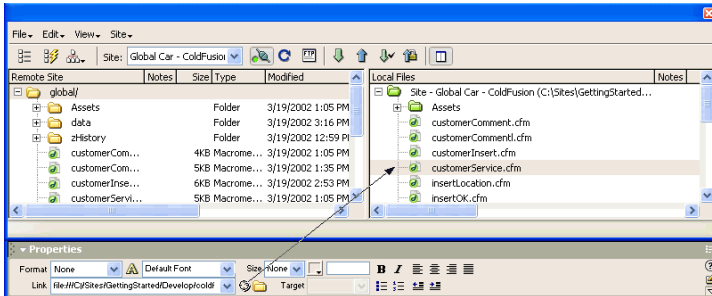 File Edit View Site
Site: Global Car - ColdFusion
Remote Site Notes Size Type Modified
global/
Assets Folder 3/19/2002 1:05 PM
data Folder 3/19/2002 3:16 PM
zHistory Folder 3/19/2002 12:59 PM
customerCom... 4KB Macrome... 3/19/2002 1:05 PM
customerCom... 5KB Macrome... 3/19/2002 1:35 PM
customerInse... 6KB Macrome... 3/19/2002 2:53 PM
customerServi... 5KB Macrome... 3/19/2002 1:05 PM
Local Files Notes
Site - Global Car - ColdFusion (C:\Sites\GettingStarted...
Assets
customerComment.cfm
customerCommentl.cfm
customerInsert.cfm
customerService.cfm
insertLocation.cfm
insertOK.cfm
Properties
Format None Default Font Size None B I
Link file:///C|/Sites/GettingStarted/Develop/coldf Target